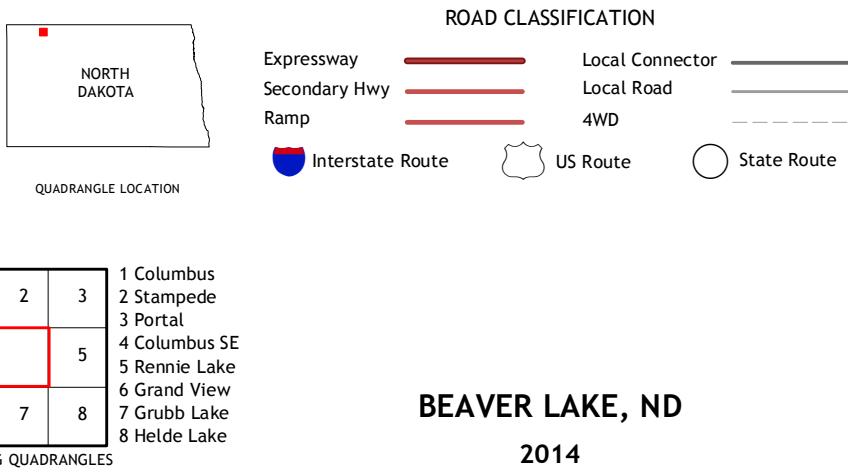 ROAD CLASSIFICATION
Expressway
Local Connector
Secondary Hwy
Local Road
Ramp
4WD
Interstate Route
US Route
State Route
NORTH
DAKOTA
QUADRANGLE LOCATION
2
3
5
7
8
1 Columbus
2 Stampede
3 Portal
4 Columbus SE
5 Rennie Lake
6 Grand View
7 Grubb Lake
8 Helde Lake
QUADRANGLES
BEAVER LAKE, ND
2014